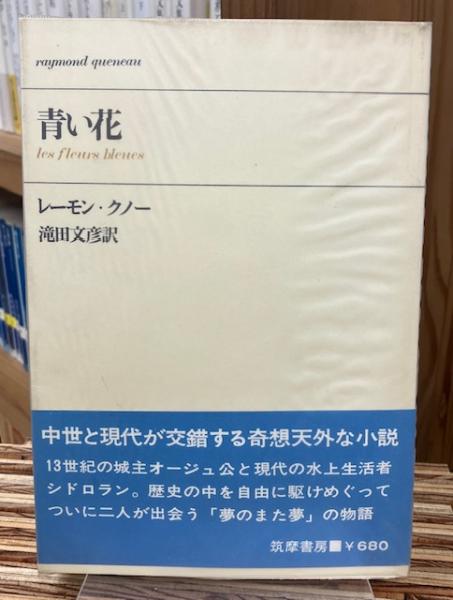 raymond queneau
青い花
les fleurs bleues
レーモン・クノー
滝田文彦訳
中世と現代が交錯する奇想天外な小説
13世紀の城主オージュ公と現代の水上生活者
シドロラン。歴史の中を自由に駆けめぐって
ついに二人が出会う「夢のまた夢」の物語
筑摩書房■￥680